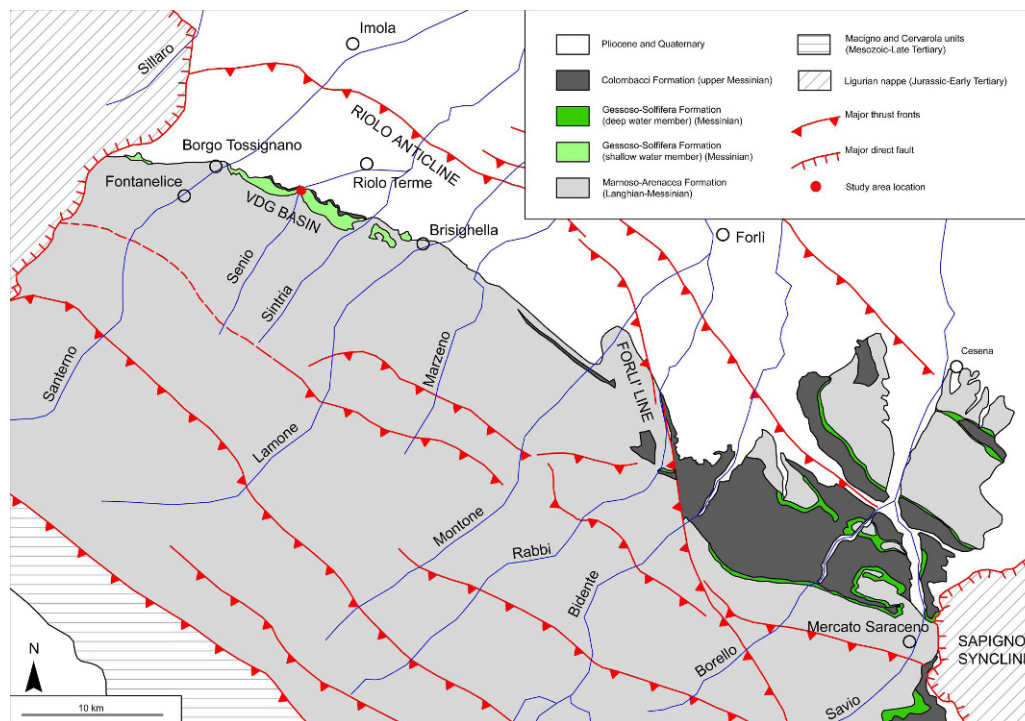 Sillaro
Imola
RIOLO ANTICLINE
Borgo Tossignano
Fontanelice
Riolo Terme
VDG BASIN
Brisighella
Senio
Sintria
Santerno
Lamone
Marzeno
Montone
Rabbi
Bidente
Borello
Savio
Forlì
FORLI' LINE
Cesena
Mercato Saraceno
SAPIGNO
SYNCLINE
N
10 km
Pliocene and Quaternary
Colombacci Formation (upper Messinian)
Gessoso-Solfifera Formation
(deep water member) (Messinian)
Gessoso-Solfifera Formation
(shallow water member) (Messinian)
Marnoso-Arenacea Formation
(Langhian-Messinian)
Macigno and Cervarola units
(Mesozoic-Late Tertiary)
Ligurian nappe (Jurassic-Early Tertiary)
Major thrust fronts
Major direct fault
Study area location